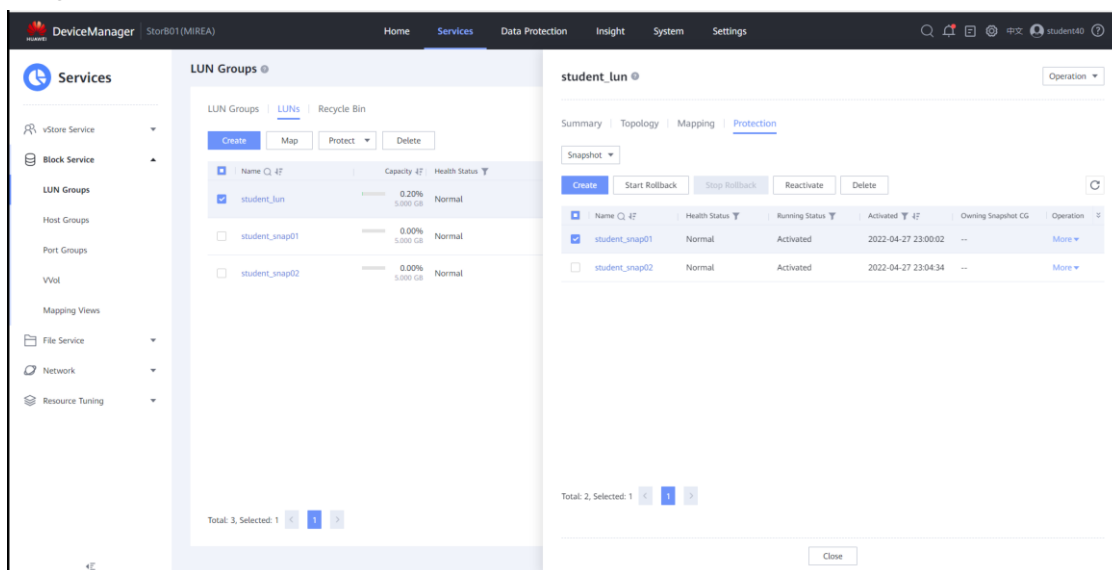 HUAWEI DeviceManager StorB01(MIREA) Home Services Data Protection Insight System Settings 中文 student40
Services
vStore Service
Block Service
LUN Groups
Host Groups
Port Groups
VVol
Mapping Views
File Service
Network
Resource Tuning
LUN Groups
LUN Groups LUNs Recycle Bin
Create Map Protect Delete
Name Capacity Health Status
student_lun 0.20% Normal
5.000 GB
student_snap01 0.00% Normal
5.000 GB
student_snap02 0.00% Normal
5.000 GB
Total: 3, Selected: 1 1
student_lun Operation
Summary Topology Mapping Protection
Snapshot
Create Start Rollback Stop Rollback Reactivate Delete
Name Health Status Running Status Activated Owning Snapshot CG Operation
student_snap01 Normal Activated 2022-04-27 23:00:02 -- More
student_snap02 Normal Activated 2022-04-27 23:04:34 -- More
Total: 2, Selected: 1 1
Close